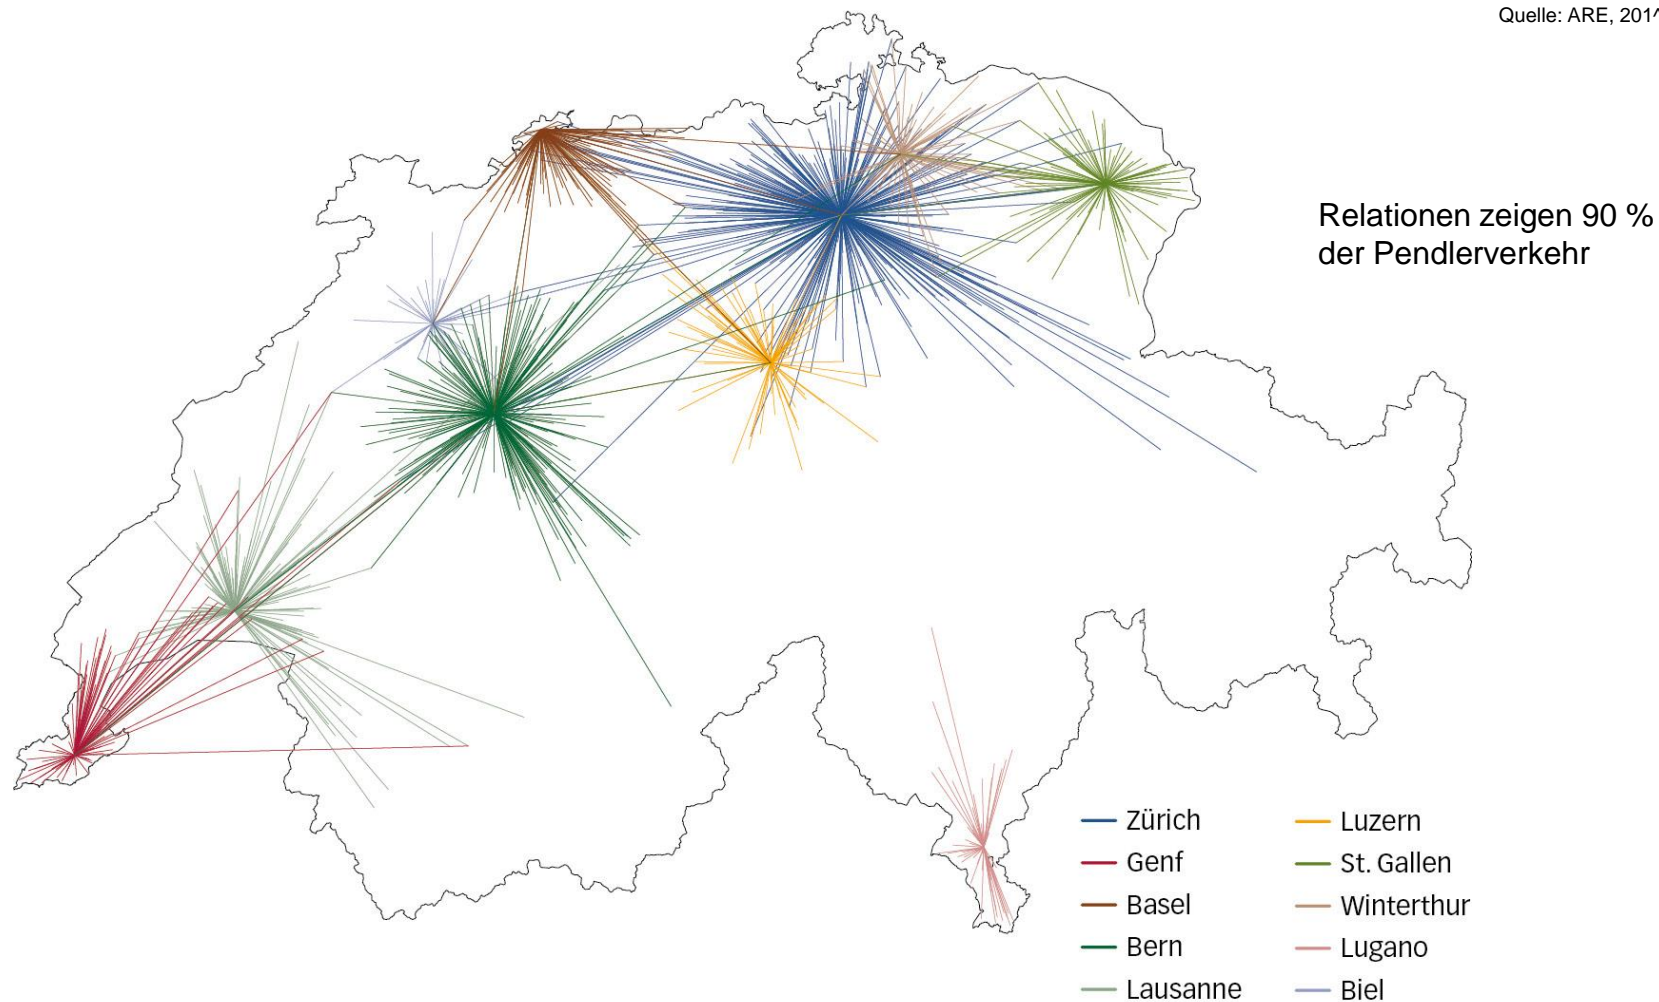 Quelle: ARE, 201
Relationen zeigen 90 %
der Pendlerverkehr
Zürich
Genf
Basel
Bern
Lausanne
Luzern
St. Gallen
Winterthur
Lugano
Biel